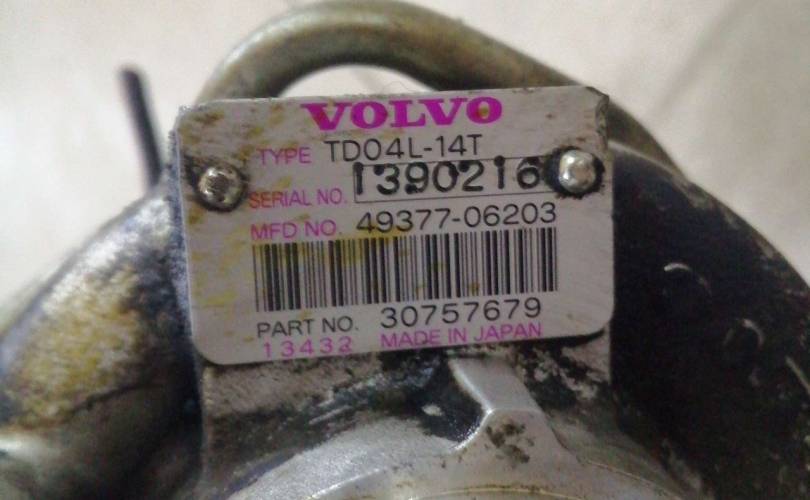 VOLVO
TYPE TD04L-14T
SERIAL NO. 1390216
MFD NO. 49377-06203
PART NO. 30757679
13432 MADE IN JAPAN